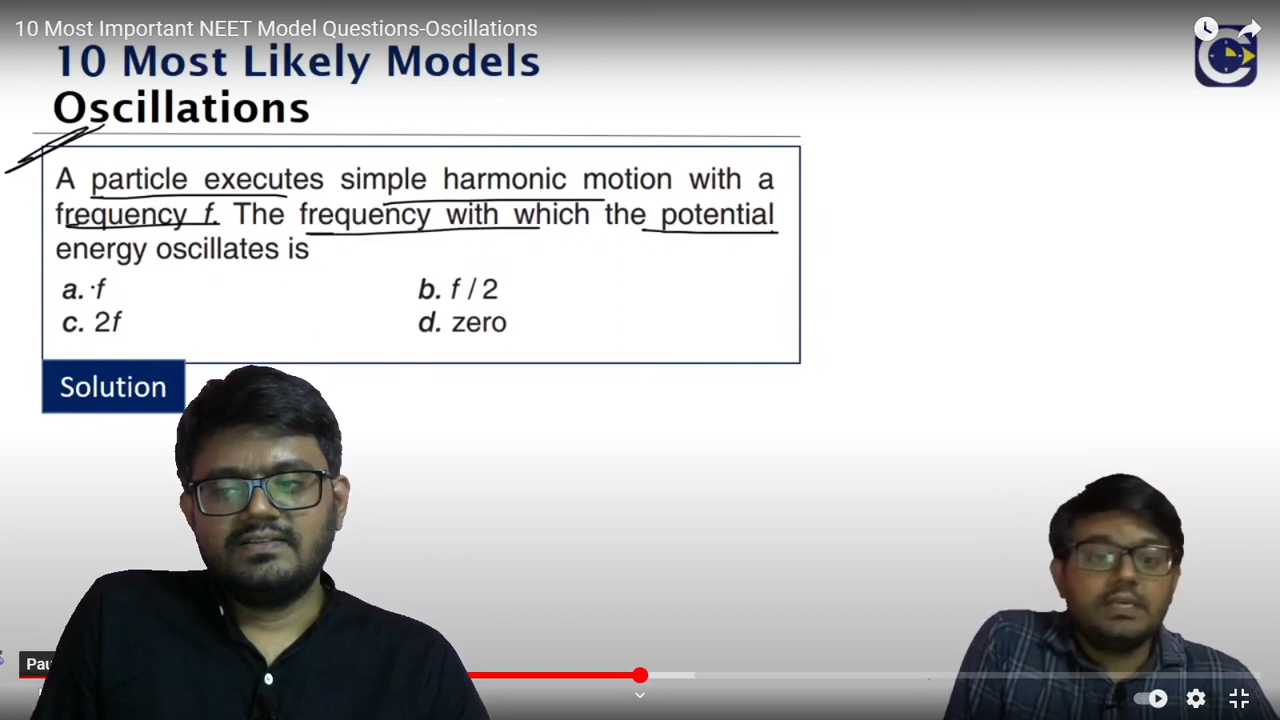 10 Most Important NEET Model Questions-Oscillations
10 Most Likely Models
Oscillations
A particle executes simple harmonic motion with a
frequency f. The frequency with which the potential
energy oscillates is
a. f b. f / 2
c. 2f d. zero
Solution
Pau